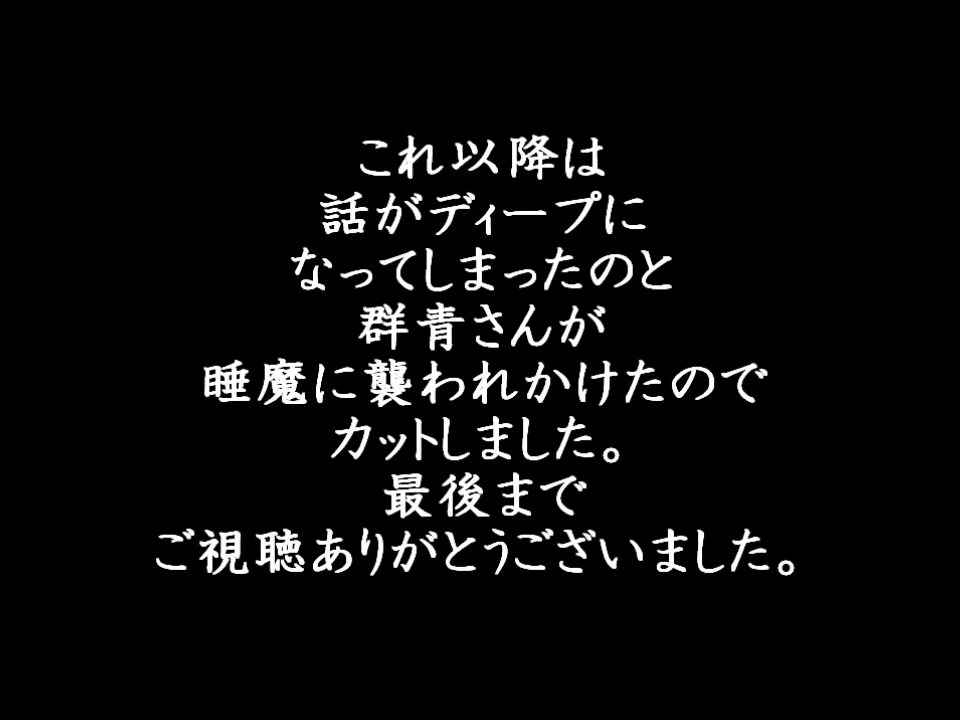 これ以降は
話がディープに
なってしまったのと
群青さんが
睡魔に襲われかけたので
カットしました。
最後まで
ご視聴ありがとうございました。